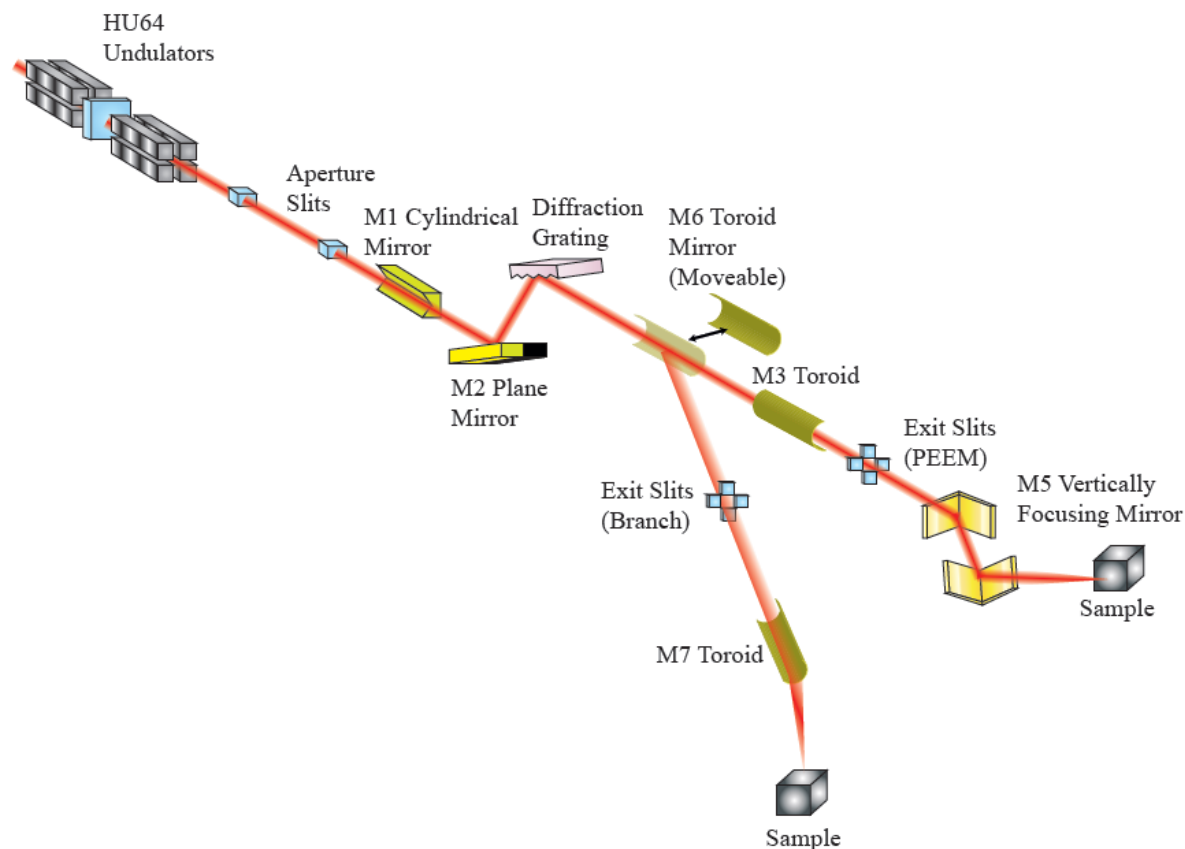 HU64
Undulators
Aperture
Slits
M1 Cylindrical
Mirror
Diffraction
Grating
M6 Toroid
Mirror
(Moveable)
M2 Plane
Mirror
M3 Toroid
Exit Slits
(PEEM)
Exit Slits
(Branch)
M5 Vertically
Focusing Mirror
Sample
M7 Toroid
Sample